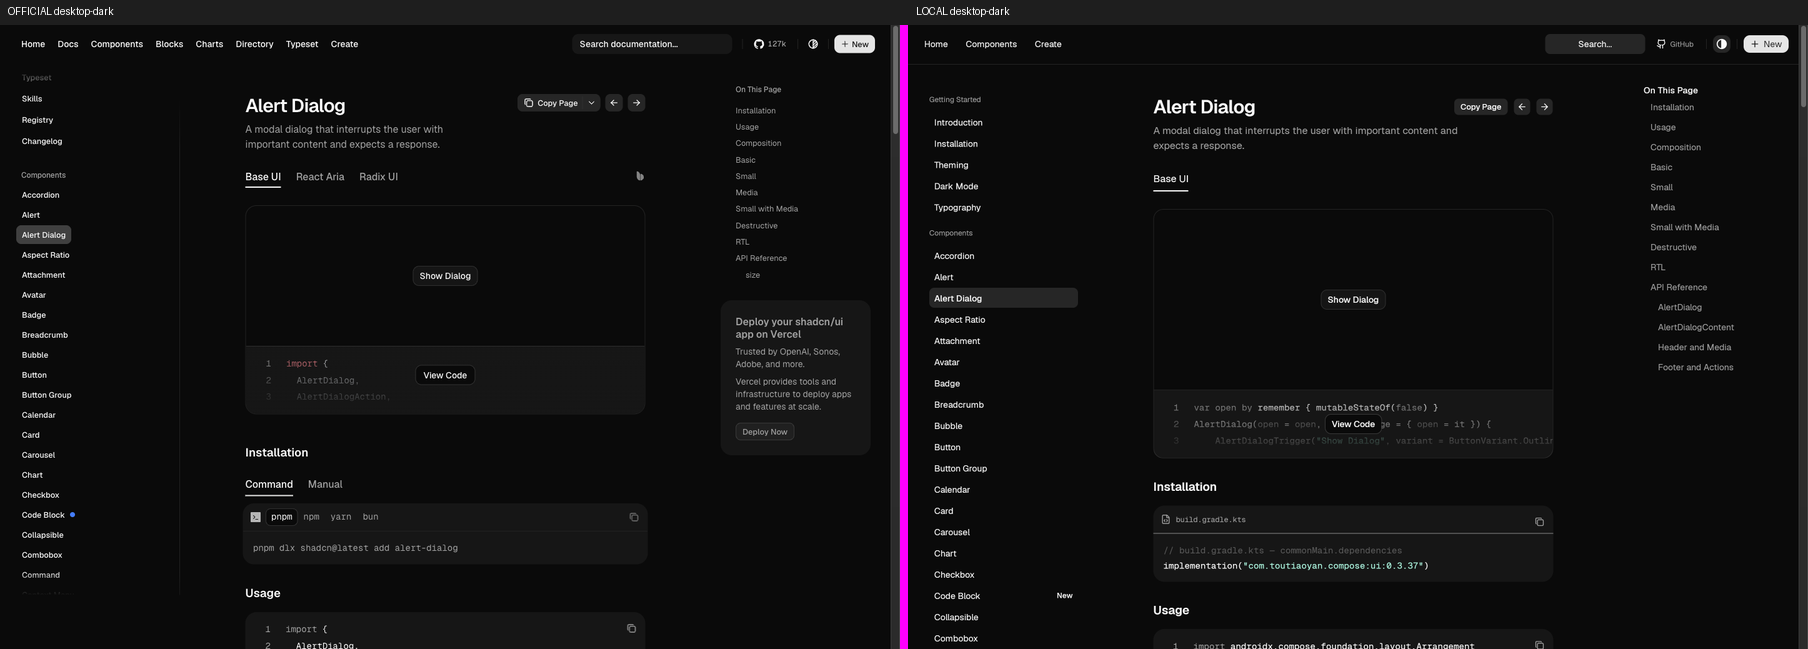 OFFICIAL desktop-dark
Home Docs Components Blocks Charts Directory Typeset Create
Search documentation...
127k
+ New
Typeset
Skills
Registry
Changelog
Components
Accordion
Alert
Alert Dialog
Aspect Ratio
Attachment
Avatar
Badge
Breadcrumb
Bubble
Button
Button Group
Calendar
Card
Carousel
Chart
Checkbox
Code Block
Collapsible
Combobox
Command
Alert Dialog
Copy Page
A modal dialog that interrupts the user with
important content and expects a response.
Base UI React Aria Radix UI
Show Dialog
1 import {
2 AlertDialog,
3 AlertDialogAction,
View Code
Installation
Command Manual
pnpm npm yarn bun
pnpm dlx shadcn@latest add alert-dialog
Usage
1 import {
2 AlertDialog,
On This Page
Installation
Usage
Composition
Basic
Small
Media
Small with Media
Destructive
RTL
API Reference
size
Deploy your shadcn/ui
app on Vercel
Trusted by OpenAI, Sonos,
Adobe, and more.
Vercel provides tools and
infrastructure to deploy apps
and features at scale.
Deploy Now
LOCAL desktop-dark
Home Components Create
Search...
GitHub
+ New
Getting Started
Introduction
Installation
Theming
Dark Mode
Typography
Components
Accordion
Alert
Alert Dialog
Aspect Ratio
Attachment
Avatar
Badge
Breadcrumb
Bubble
Button
Button Group
Calendar
Card
Carousel
Chart
Checkbox
Code Block New
Collapsible
Combobox
Alert Dialog
Copy Page
A modal dialog that interrupts the user with important content and
expects a response.
Base UI
Show Dialog
1 var open by remember { mutableStateOf(false) }
2 AlertDialog(open = open, ge = { open = it }) {
3 AlertDialogTrigger("Show Dialog", variant = ButtonVariant.Outlin
View Code
Installation
build.gradle.kts
// build.gradle.kts — commonMain.dependencies
implementation("com.toutiaoyan.compose:ui:0.3.37")
Usage
1 import androidx.compose.foundation.layout.Arrangement
On This Page
Installation
Usage
Composition
Basic
Small
Media
Small with Media
Destructive
RTL
API Reference
AlertDialog
AlertDialogContent
Header and Media
Footer and Actions